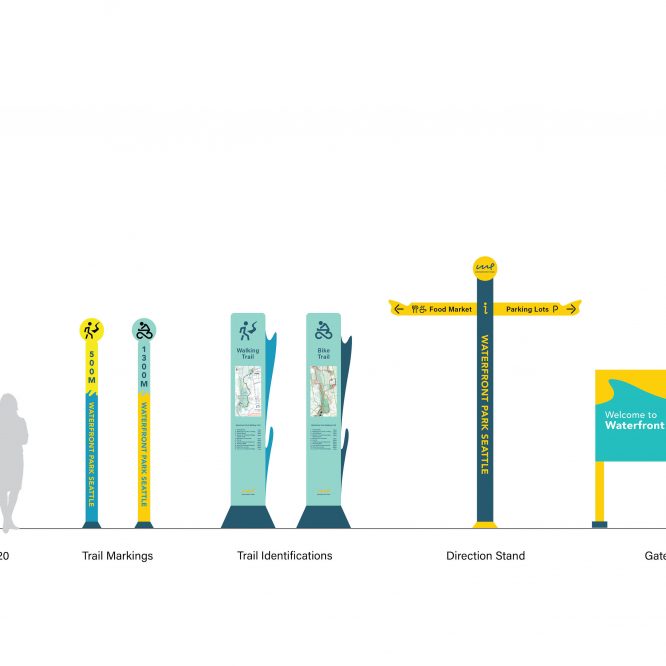 500M
WATERFRONT PARK SEATTLE
1300M
WATERFRONT PARK SEATTLE
Walking
Trail
Bike
Trail
Food Market
i
Parking Lots P
WATERFRONT PARK SEATTLE
Welcome to
Waterfront
20
Trail Markings
Trail Identifications
Direction Stand
Gate